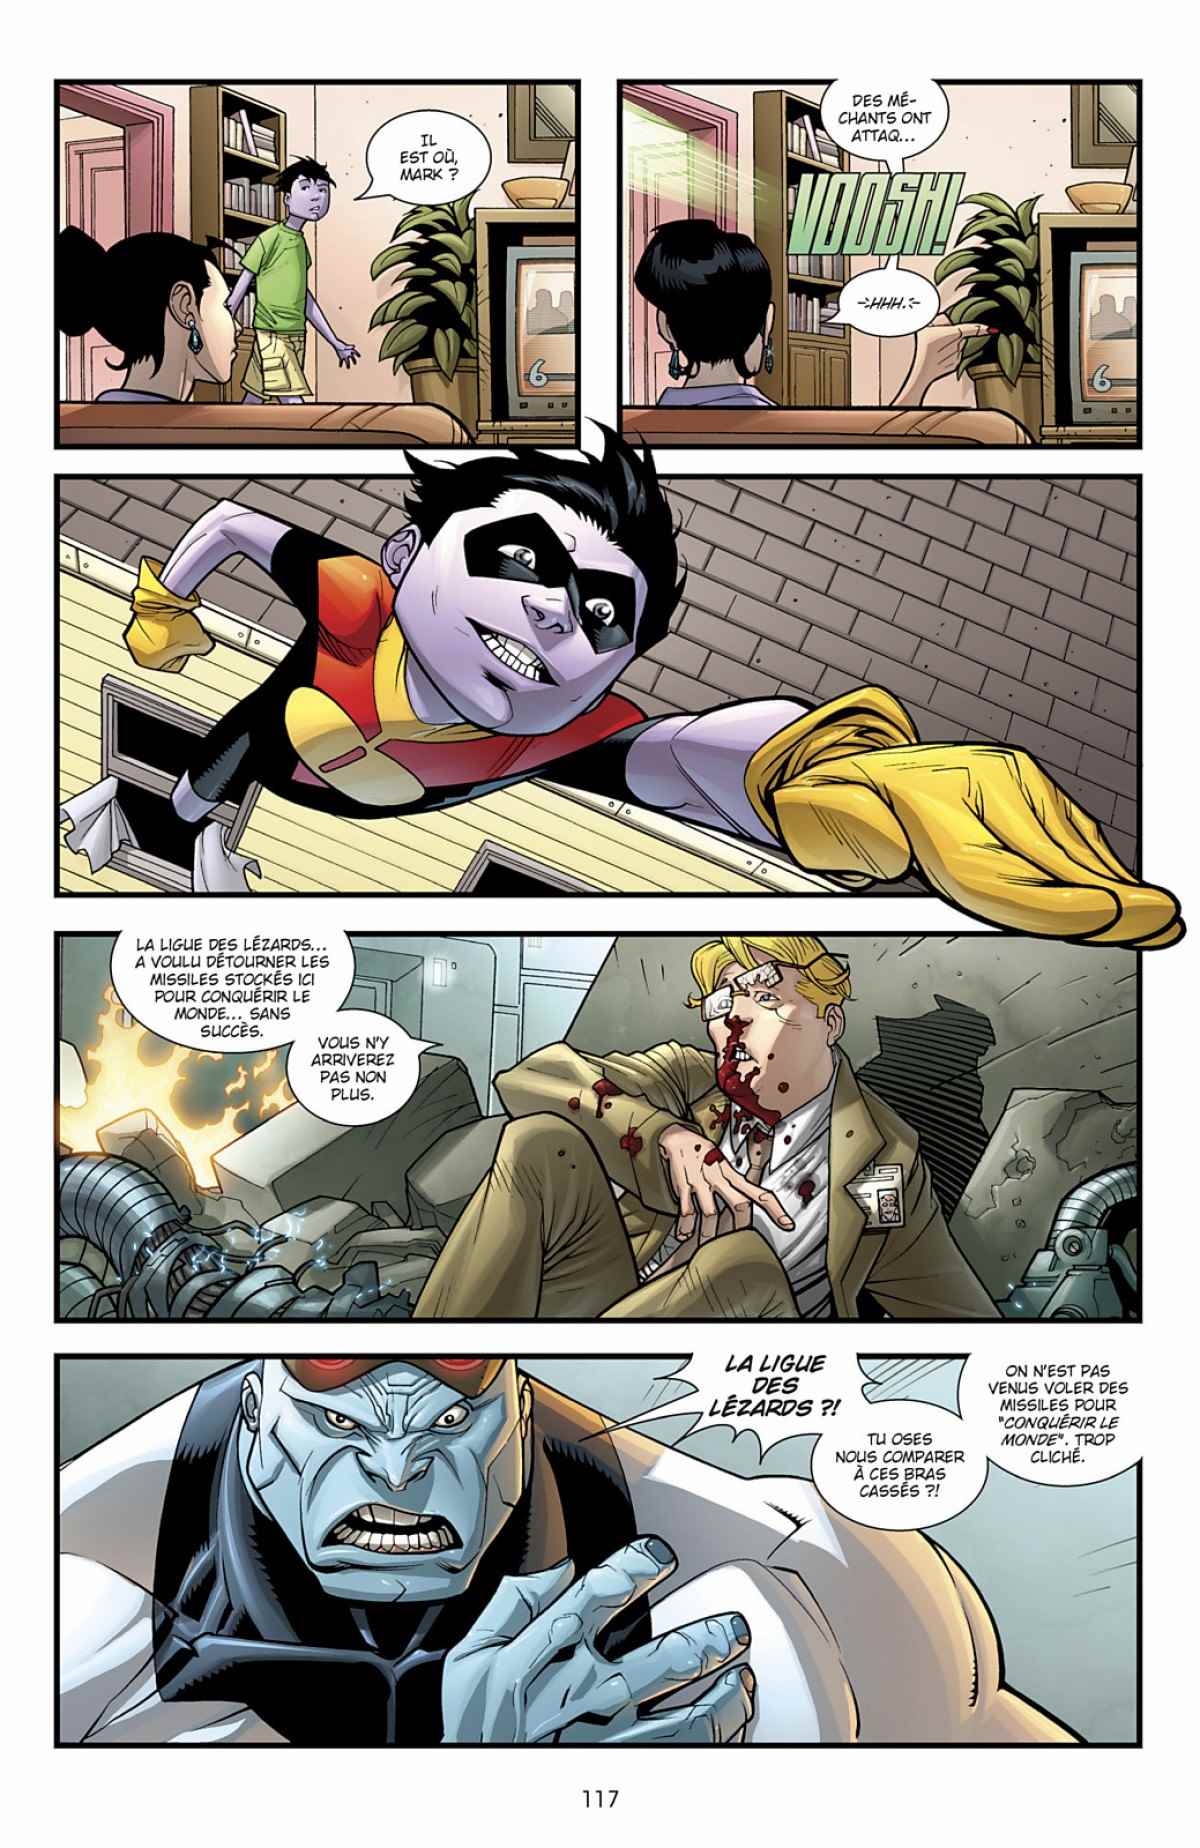 IL
EST OÙ,
MARK ?
6
DES MÉ-
CHANTS ONT
ATTAQ...
VOOSH!
-HHH.-
6
LA LIGUE DES LÉZARDS...
A VOULU DÉTOURNER LES
MISSILES STOCKÉS ICI
POUR CONQUÉRIR LE
MONDE... SANS
SUCCÈS.
VOUS N'Y
ARRIVEREZ
PAS NON
PLUS.
LA LIGUE
DES
LÉZARDS ?!
TU OSES
NOUS COMPARER
À CES BRAS
CASSÉS ?!
ON N'EST PAS
VENUS VOLER DES
MISSILES POUR
"CONQUÉRIR LE
MONDE". TROP
CLICHÉ.
117